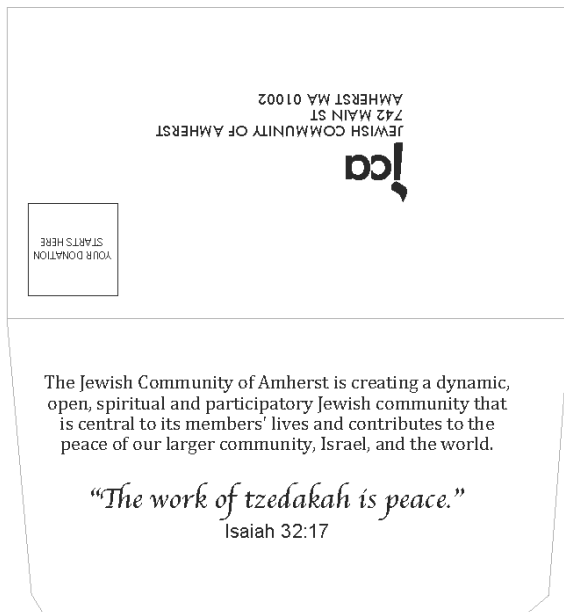 jca
JEWISH COMMUNITY OF AMHERST
742 MAIN ST
AMHERST MA 01002
YOUR DONATION
STARTS HERE
The Jewish Community of Amherst is creating a dynamic,
open, spiritual and participatory Jewish community that
is central to its members' lives and contributes to the
peace of our larger community, Israel, and the world.
“The work of tzedakah is peace.”
Isaiah 32:17